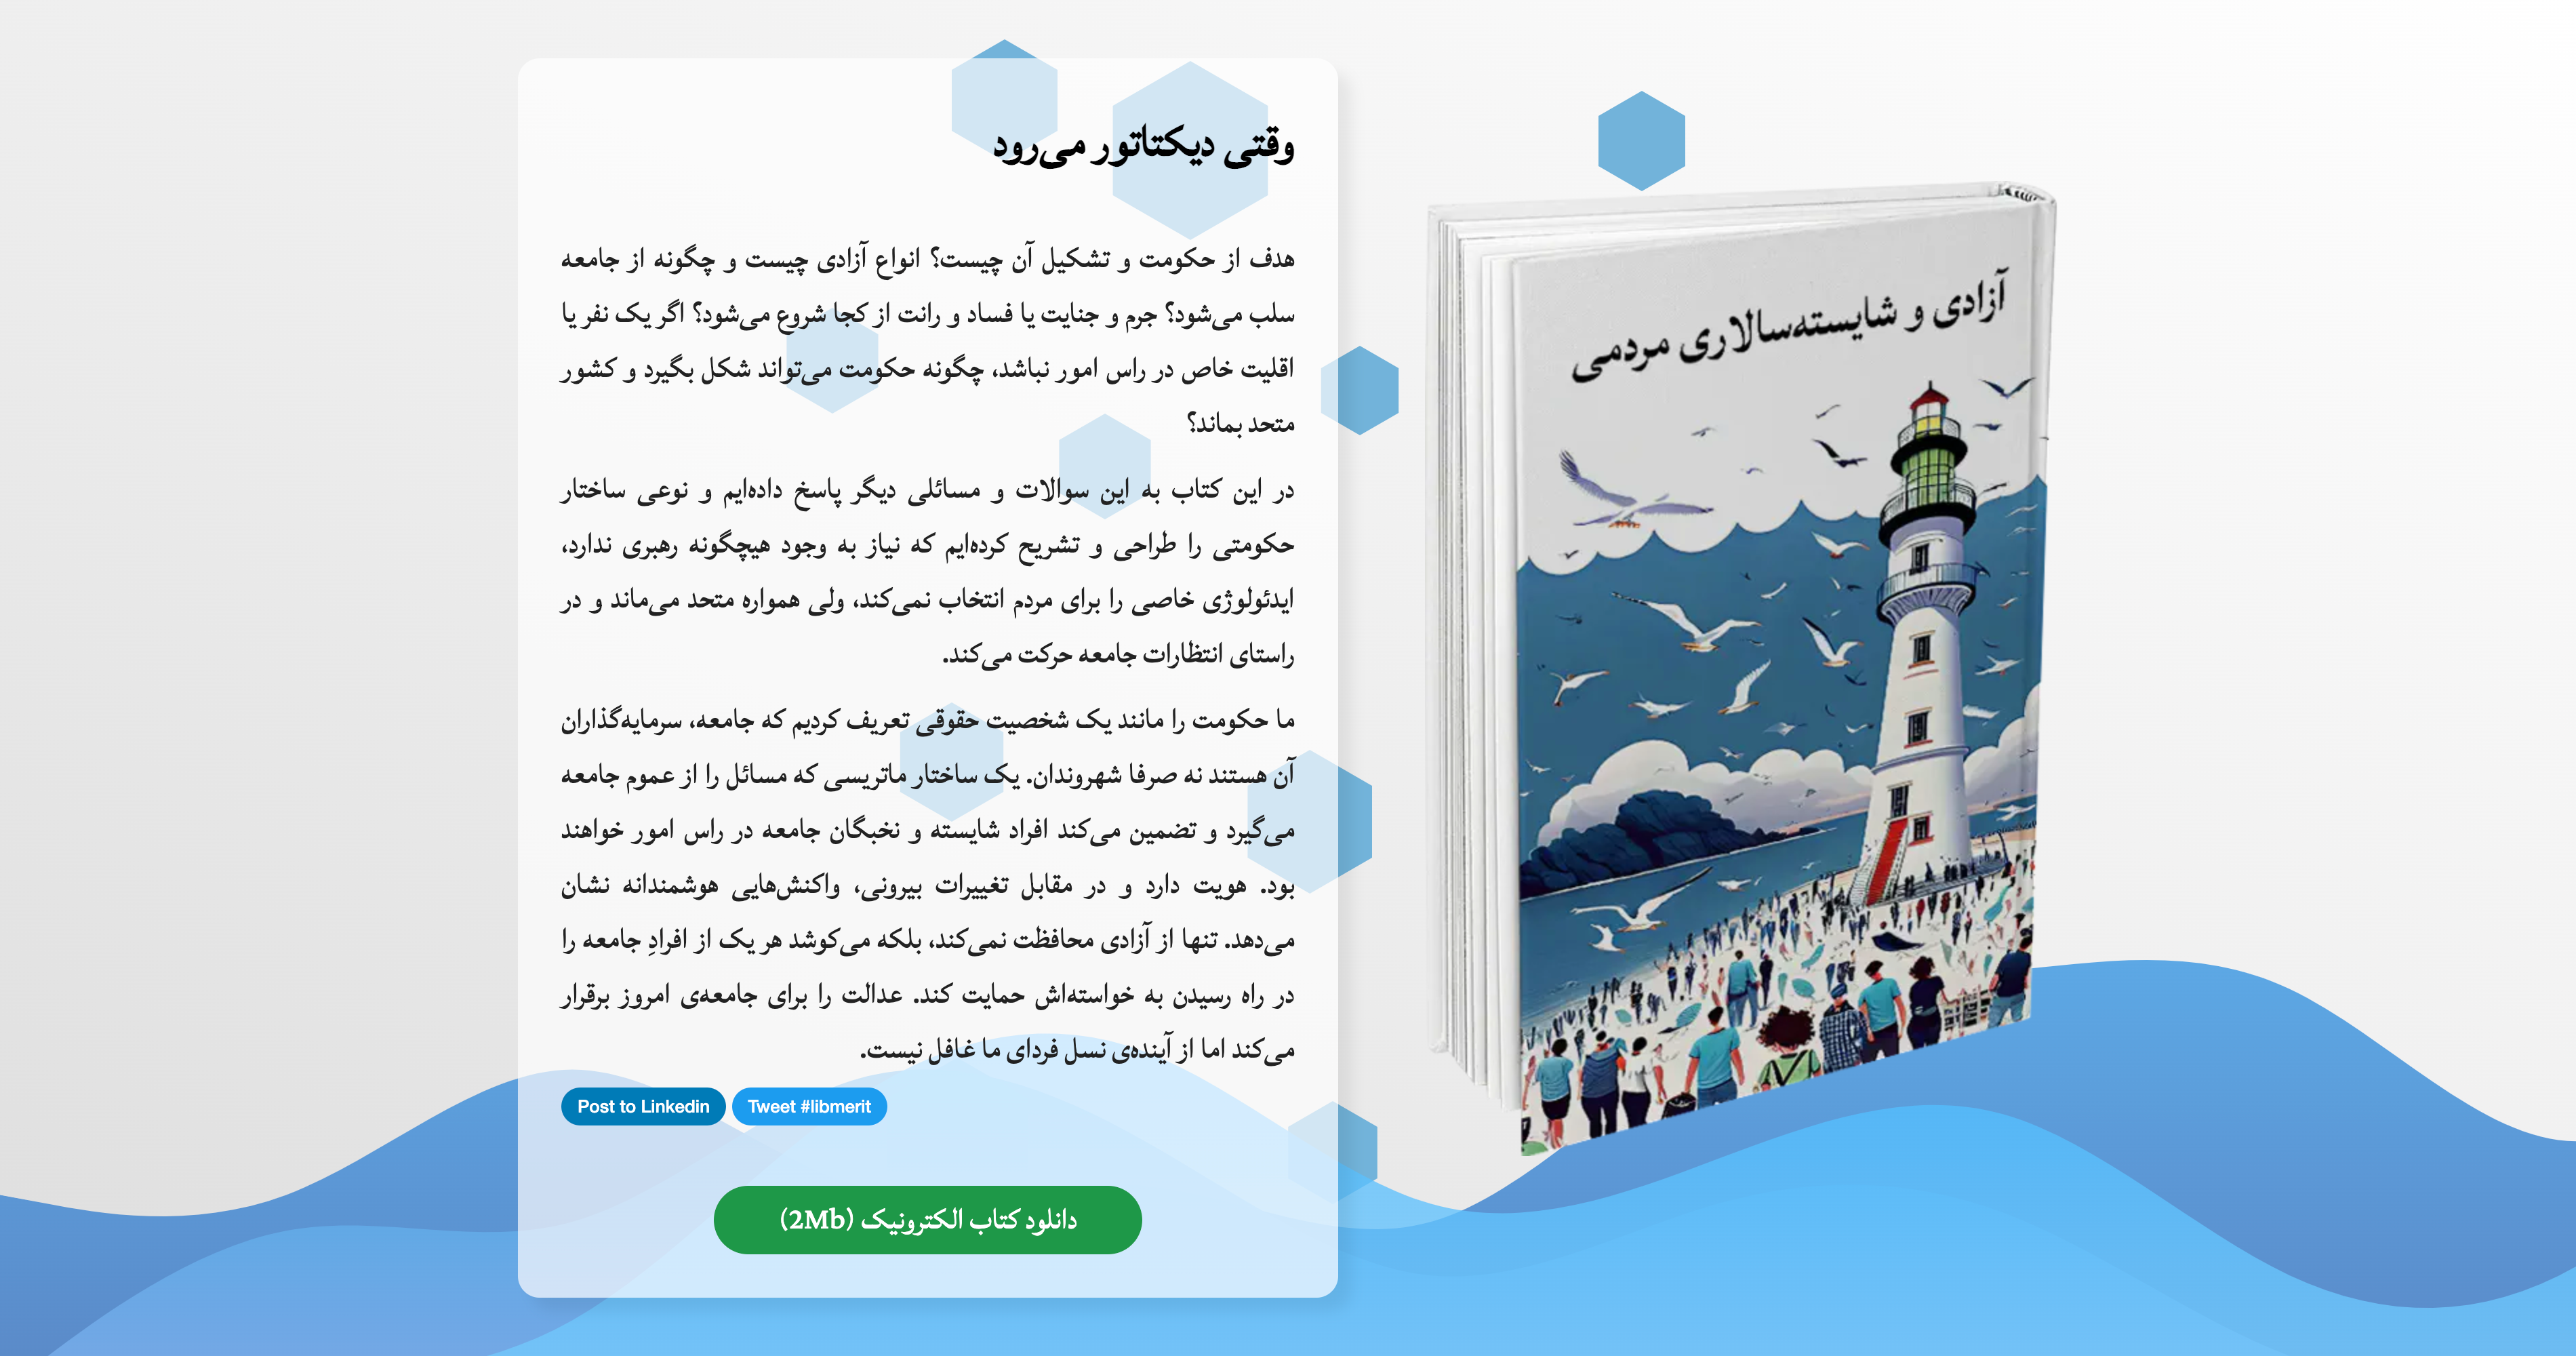 وقتی دیکتاتور می‌رود
هدف از حکومت و تشکیل آن چیست؟ انواع آزادی چیست و چگونه از جامعه
سلب می‌شود؟ جرم و جنایت یا فساد و رانت از کجا شروع می‌شود؟ اگر یک نفر یا
اقلیت خاص در راس امور نباشد، چگونه حکومت می‌تواند شکل بگیرد و کشور
متحد بماند؟
در این کتاب به این سوالات و مسائلی دیگر پاسخ داده‌ایم و نوعی ساختار
حکومتی را طراحی و تشریح کرده‌ایم که نیاز به وجود هیچگونه رهبری ندارد،
ایدئولوژی خاصی را برای مردم انتخاب نمی‌کند، ولی همواره متحد می‌ماند و در
راستای انتظارات جامعه حرکت می‌کند.
ما حکومت را مانند یک شخصیت حقوقی تعریف کردیم که جامعه، سرمایه‌گذاران
آن هستند نه صرفا شهروندان. یک ساختار ماتریسی که مسائل را از عموم جامعه
می‌گیرد و تضمین می‌کند افراد شایسته و نخبگان جامعه در راس امور خواهند
بود. هویت دارد و در مقابل تغییرات بیرونی، واکنش‌هایی هوشمندانه نشان
می‌دهد. تنها از آزادی محافظت نمی‌کند، بلکه می‌کوشد هر یک از افرادِ جامعه را
در راه رسیدن به خواسته‌اش حمایت کند. عدالت را برای جامعه‌ی امروز برقرار
می‌کند اما از آینده‌ی نسل فردای ما غافل نیست.
Post to Linkedin
Tweet #libmerit
دانلود کتاب الکترونیک (2Mb)
آزادی و شایسته‌سالاری مردمی